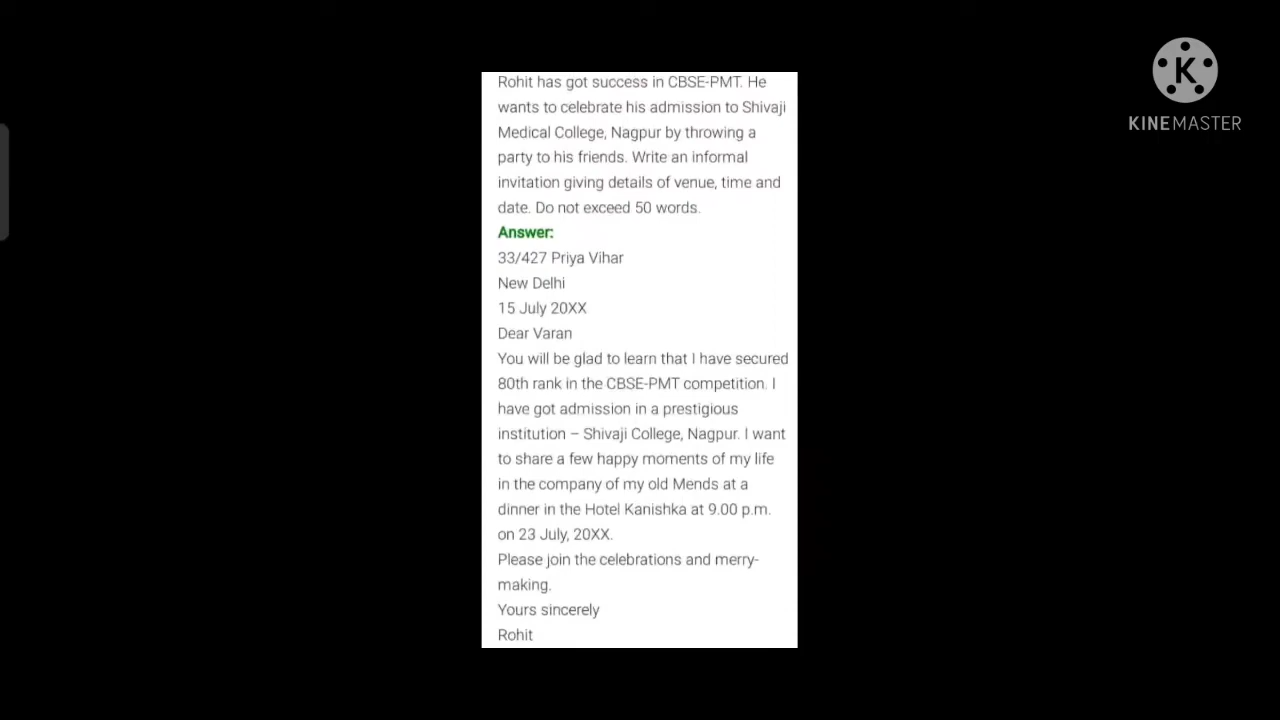 Rohit has got success in CBSE-PMT. He
wants to celebrate his admission to Shivaji
Medical College, Nagpur by throwing a
party to his friends. Write an informal
invitation giving details of venue, time and
date. Do not exceed 50 words.
Answer:
33/427 Priya Vihar
New Delhi
15 July 20XX
Dear Varan
You will be glad to learn that I have secured
80th rank in the CBSE-PMT competition. I
have got admission in a prestigious
institution – Shivaji College, Nagpur. I want
to share a few happy moments of my life
in the company of my old Mends at a
dinner in the Hotel Kanishka at 9.00 p.m.
on 23 July, 20XX.
Please join the celebrations and merry-
making.
Yours sincerely
Rohit
K
KINEMASTER